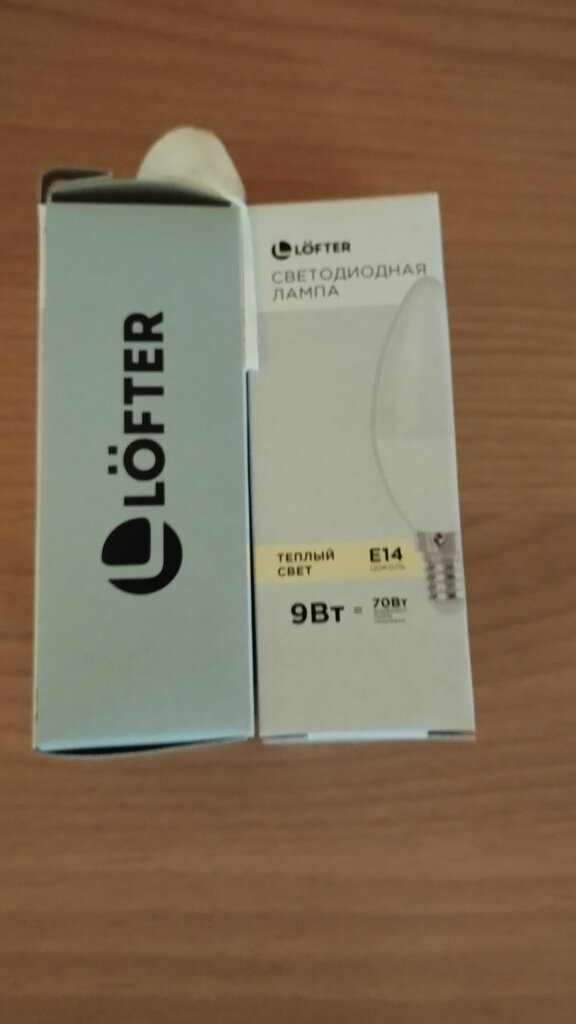 LÖFTER
LÖFTER
СВЕТОДИОДНАЯ
ЛАМПА
ТЕПЛЫЙ
СВЕТ
E14
ЦОКОЛЬ
9Вт = 70Вт